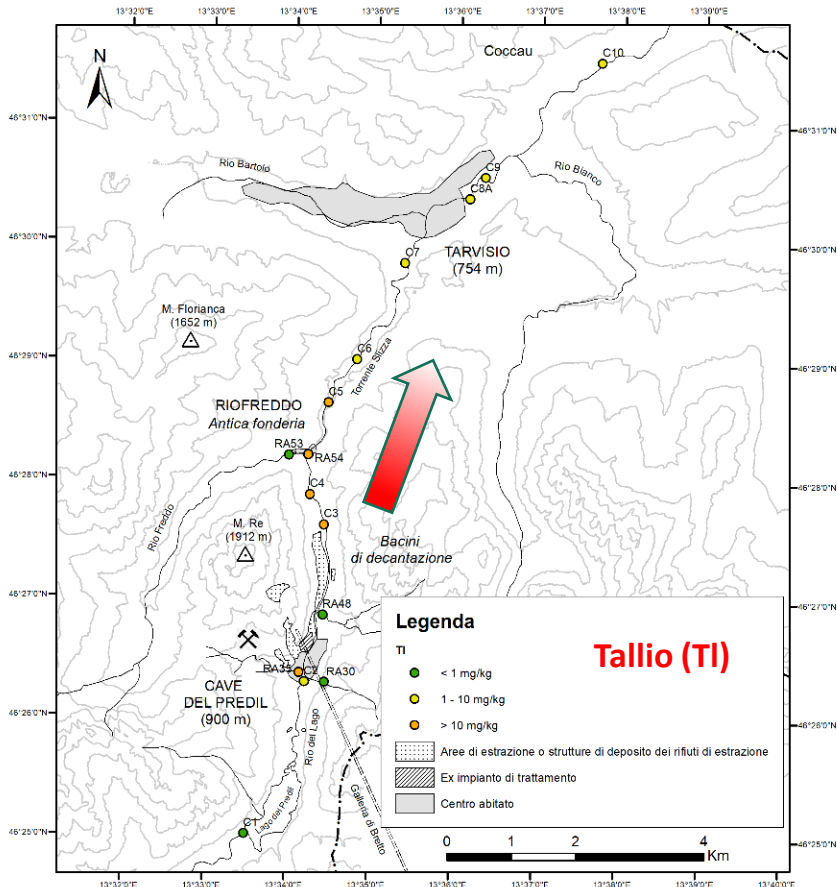 13°32'0"E 13°33'0"E 13°34'0"E 13°35'0"E 13°36'0"E 13°37'0"E 13°38'0"E 13°39'0"E
N
Coccau
C10
46°31'0"N 46°31'0"N
Rio Bartolo
C9
Rio Bianco
C8A
46°30'0"N 46°30'0"N
C7
TARVISIO
(754 m)
M. Florianca
(1652 m)
46°29'0"N 46°29'0"N
C6
Torrente Slizza
C5
RIOFREDDO
Antica fonderia
RA53
RA54
46°28'0"N 46°28'0"N
C4
C3
Rio Freddo
M. Re
(1912 m)
Bacini
di decantazione
46°27'0"N 46°27'0"N
RA48
RA35
C2
RA30
CAVE
DEL PREDIL
(900 m)
46°26'0"N 46°26'0"N
Rio del Lago
Galleria di Bretto
Lago del Predil
C1
46°25'0"N 46°25'0"N
Legenda
Tallio (Tl)
Tl
< 1 mg/kg
1 - 10 mg/kg
> 10 mg/kg
Aree di estrazione o strutture di deposito dei rifiuti di estrazione
Ex impianto di trattamento
Centro abitato
0 1 2 4
Km
13°32'0"E 13°33'0"E 13°34'0"E 13°35'0"E 13°36'0"E 13°37'0"E 13°38'0"E 13°39'0"E 13°40'0"E